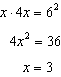 x · 4x = 6²
4x² = 36
x = 3